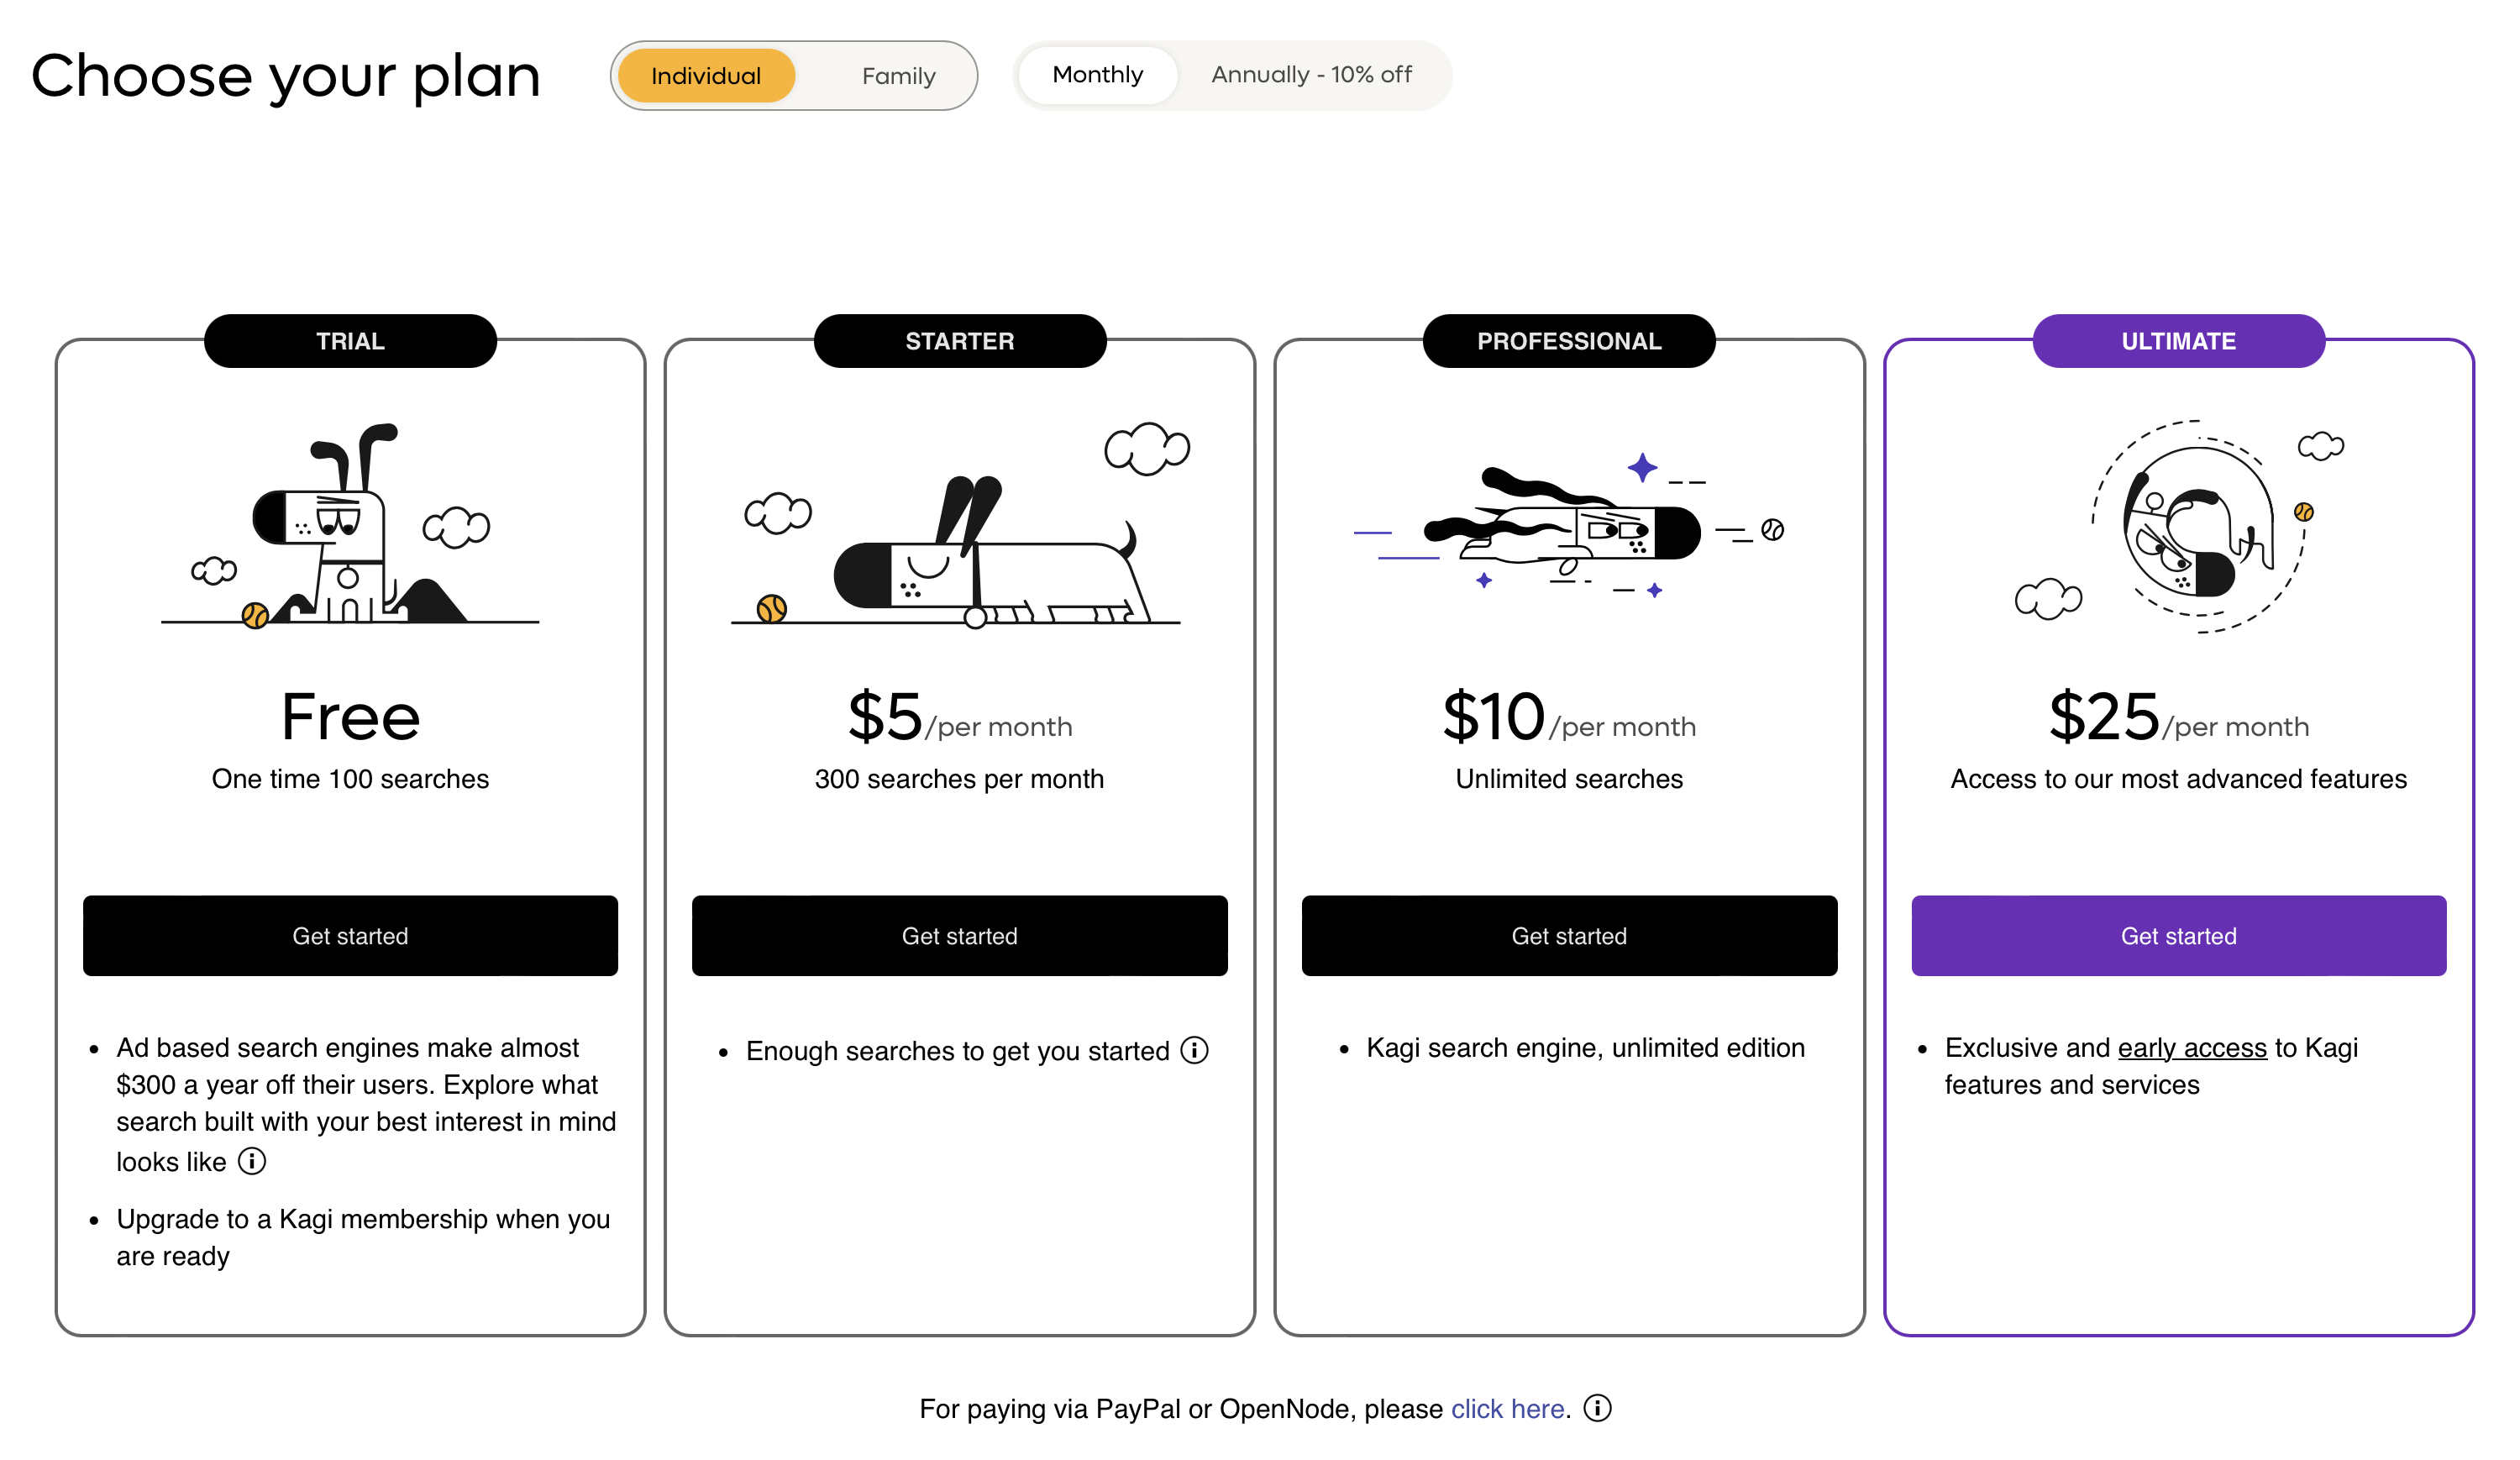 Choose your plan
Individual
Family
Monthly
Annually - 10% off
TRIAL
Free
One time 100 searches
Get started
• Ad based search engines make almost
$300 a year off their users. Explore what
search built with your best interest in mind
looks like
• Upgrade to a Kagi membership when you
are ready
STARTER
$5/per month
300 searches per month
Get started
• Enough searches to get you started
PROFESSIONAL
$10/per month
Unlimited searches
Get started
• Kagi search engine, unlimited edition
ULTIMATE
$25/per month
Access to our most advanced features
Get started
• Exclusive and early access to Kagi
features and services
For paying via PayPal or OpenNode, please click here.